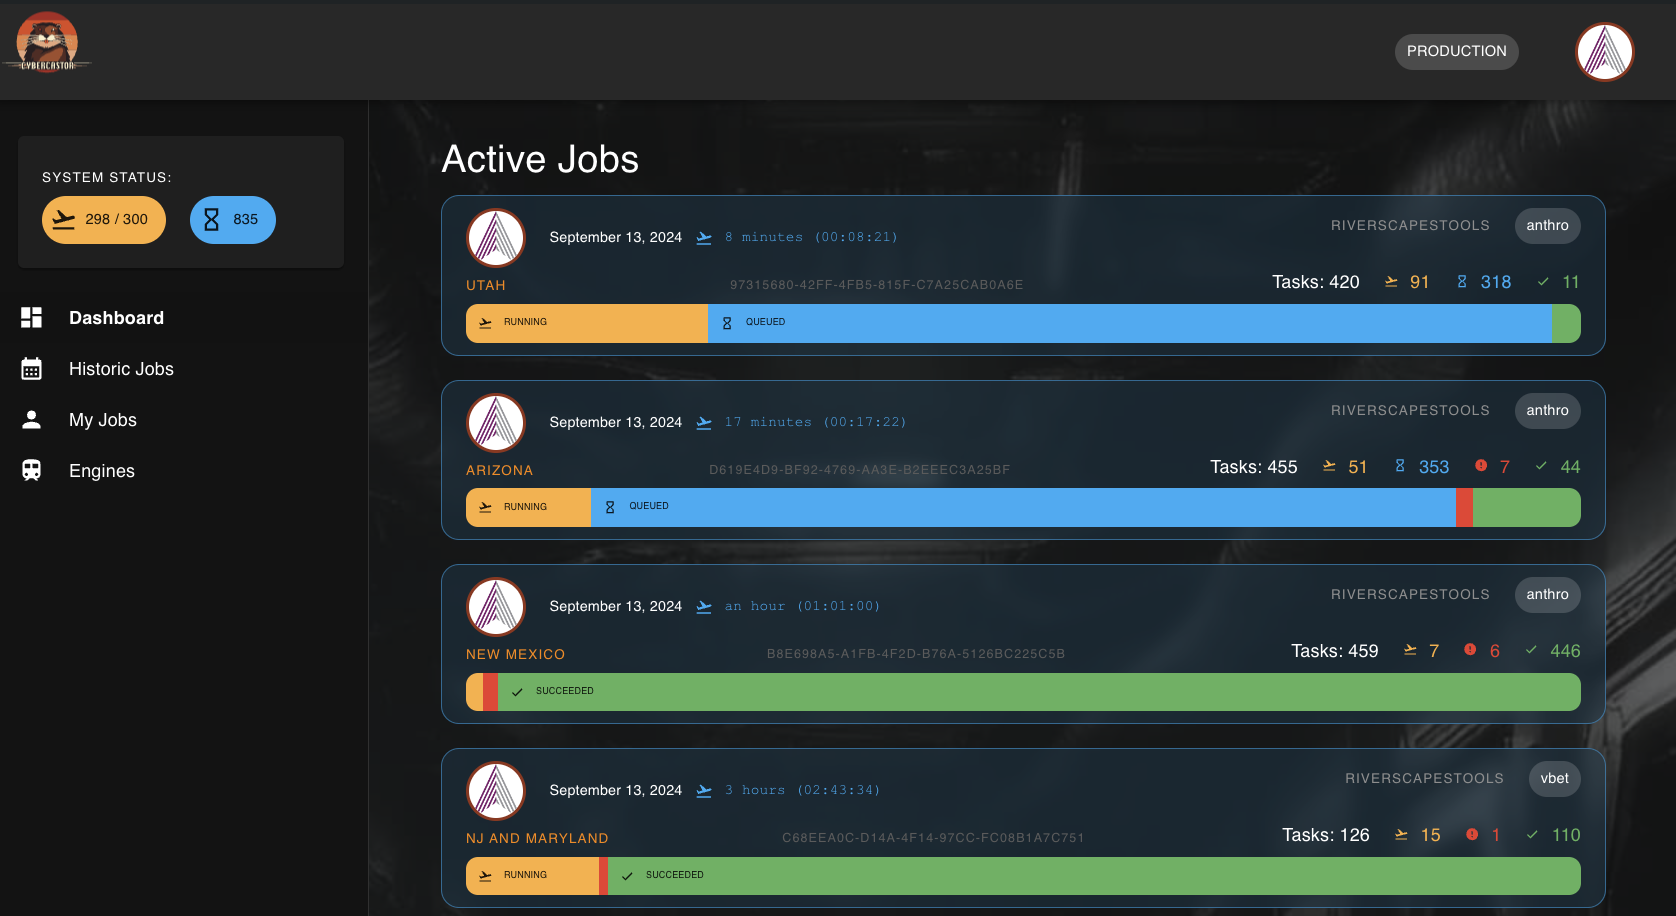 CYBERCASTOR
PRODUCTION
SYSTEM STATUS:
298 / 300
835
Dashboard
Historic Jobs
My Jobs
Engines
Active Jobs
September 13, 2024 8 minutes (00:08:21)
RIVERSCAPESTOOLS anthro
UTAH 97315680-42FF-4FB5-815F-C7A25CAB0A6E Tasks: 420 91 318 11
RUNNING QUEUED
September 13, 2024 17 minutes (00:17:22)
RIVERSCAPESTOOLS anthro
ARIZONA D619E4D9-BF92-4769-AA3E-B2EEEC3A25BF Tasks: 455 51 353 7 44
RUNNING QUEUED
September 13, 2024 an hour (01:01:00)
RIVERSCAPESTOOLS anthro
NEW MEXICO B8E698A5-A1FB-4F2D-B76A-5126BC225C5B Tasks: 459 7 6 446
SUCCEEDED
September 13, 2024 3 hours (02:43:34)
RIVERSCAPESTOOLS vbet
NJ AND MARYLAND C68EEA0C-D14A-4F14-97CC-FC08B1A7C751 Tasks: 126 15 1 110
RUNNING SUCCEEDED